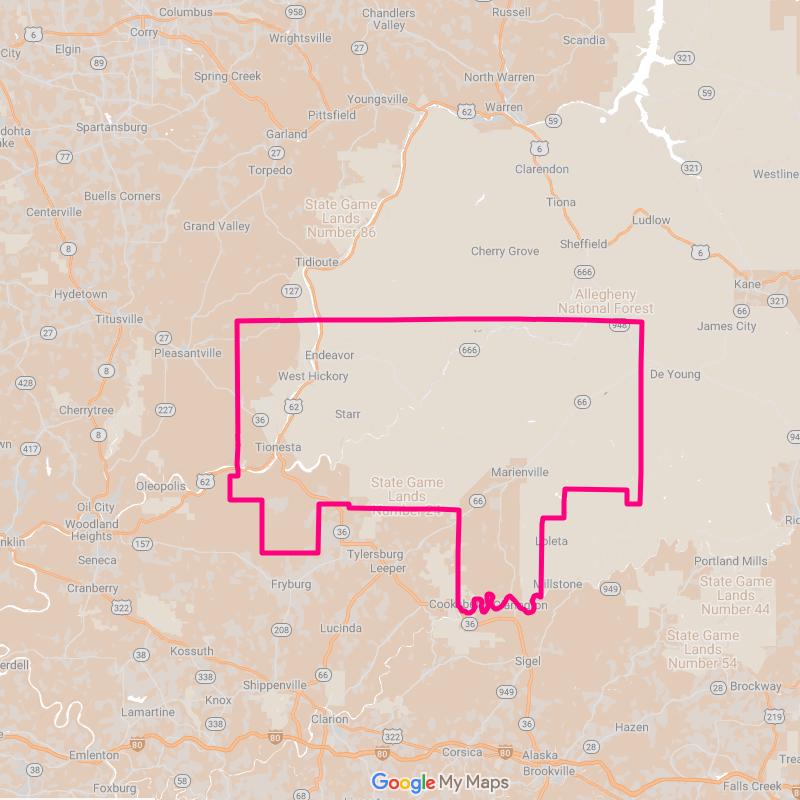 Columbus
958
Chandlers
Valley
Russell
6
Corry
Wrightsville
Scandia
City
Elgin
27
321
89
Spring Creek
North Warren
59
Youngsville
Pittsfield
62
Warren
Spartansburg
Garland
59
27
6
77
Torpedo
Clarendon
321
Westline
Buells Corners
State Game
Lands
Number 86
Tiona
Centerville
Grand Valley
Ludlow
8
Cherry Grove
Sheffield
6
Tidioute
666
Kane
Hydetown
127
Allegheny
National Forest
321
Titusville
66
27
27
948
James City
Pleasantville
Endeavor
666
8
West Hickory
De Young
428
Cherrytree
227
62
Starr
66
36
8
417
Tionesta
Marienville
Oleopolis
62
State Game
Lands
66
Oil City
Woodland
Heights
36
157
Loleta
Tylersburg
Leeper
Seneca
Portland Mills
Cranberry
Fryburg
Millstone
949
State Game
Lands
Number 44
322
36
208
Lucinda
State Game
Lands
Number 54
38
Kossuth
Sigel
338
66
Shippenville
28
Brockway
Knox
949
Lamartine
338
Clarion
36
219
Hazen
322
80
80
28
Emlenton
80
Corsica
Alaska
38
58
Brookville
Foxburg
Google My Maps
Falls Creek